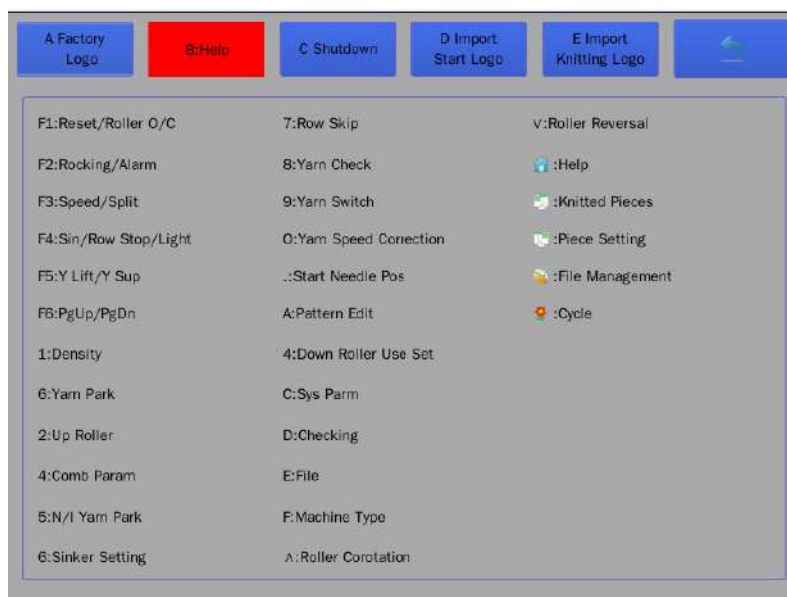 A Factory
Logo
B:Help
C Shutdown
D Import
Start Logo
E Import
Knitting Logo
F1:Reset/Roller O/C
F2:Rocking/Alarm
F3:Speed/Split
F4:Sin/Row Stop/Light
F5:Y Lift/Y Sup
F6:PgUp/PgDn
1:Density
6:Yarn Park
2:Up Roller
4:Comb Param
5:N/I Yarn Park
6:Sinker Setting
7:Row Skip
8:Yarn Check
9:Yarn Switch
0:Yarn Speed Correction
.:Start Needle Pos
A:Pattern Edit
4:Down Roller Use Set
C:Sys Parm
D:Checking
E:File
F:Machine Type
∧:Roller Corotation
∨:Roller Reversal
:Help
:Knitted Pieces
:Piece Setting
:File Management
:Cycle